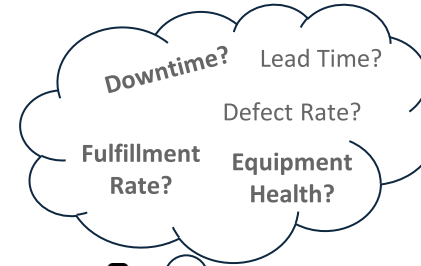 Downtime?
Lead Time?
Defect Rate?
Fulfillment
Rate?
Equipment
Health?